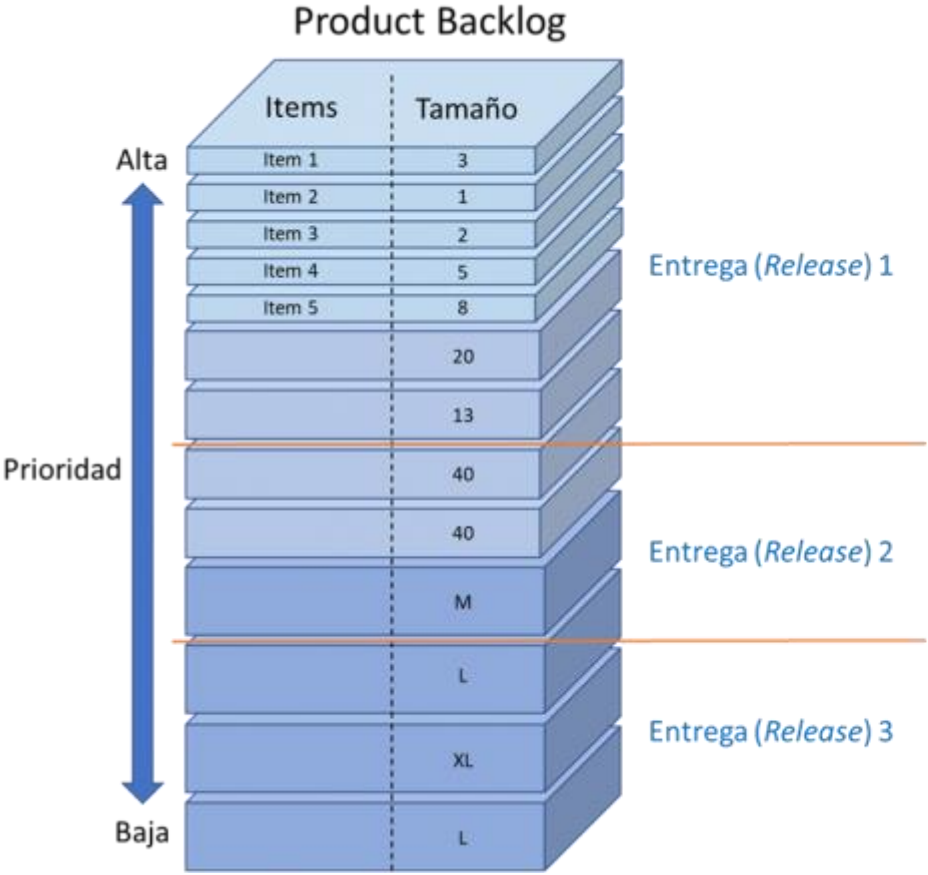 Product Backlog
Items Tamaño
Alta
Item 1 3
Item 2 1
Item 3 2
Item 4 5
Item 5 8
Entrega (Release) 1
20
13
Prioridad
40
40
Entrega (Release) 2
M
L
Entrega (Release) 3
XL
Baja
L